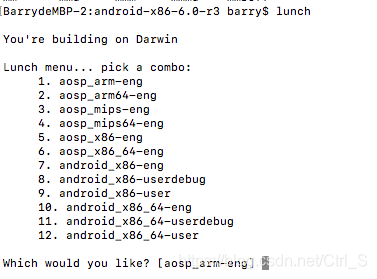 [BarrydeMBP-2:android-x86-6.0-r3 barry$ lunch
You're building on Darwin
Lunch menu... pick a combo:
1. aosp_arm-eng
2. aosp_arm64-eng
3. aosp_mips-eng
4. aosp_mips64-eng
5. aosp_x86-eng
6. aosp_x86_64-eng
7. android_x86-eng
8. android_x86-userdebug
9. android_x86-user
10. android_x86_64-eng
11. android_x86_64-userdebug
12. android_x86_64-user
Which would you like? [aosp_arm-eng]
https://blog.csdn.net/Ctrl_S